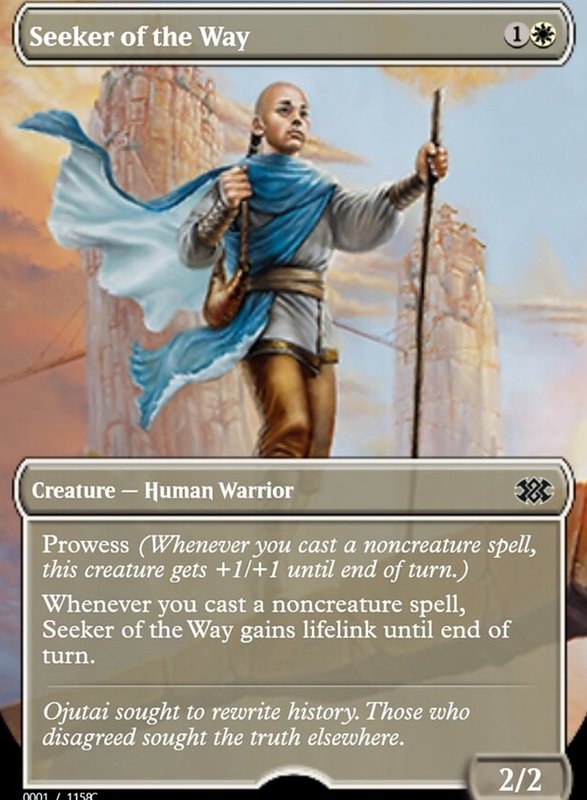 Seeker of the Way 1
Creature — Human Warrior
Prowess (Whenever you cast a noncreature spell,
this creature gets +1/+1 until end of turn.)
Whenever you cast a noncreature spell,
Seeker of the Way gains lifelink until end of
turn.
Ojutai sought to rewrite history. Those who
disagreed sought the truth elsewhere.
2/2
0001 / 1158C